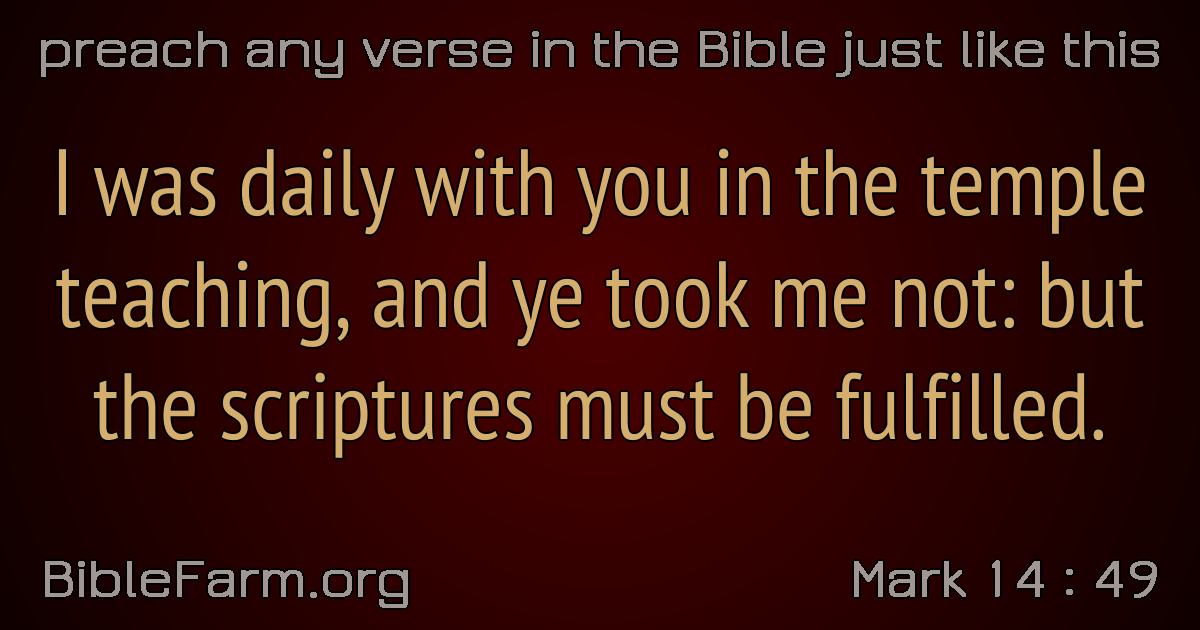 preach any verse in the Bible just like this
I was daily with you in the temple
teaching, and ye took me not: but
the scriptures must be fulfilled.
BibleFarm.org
Mark 14 : 49